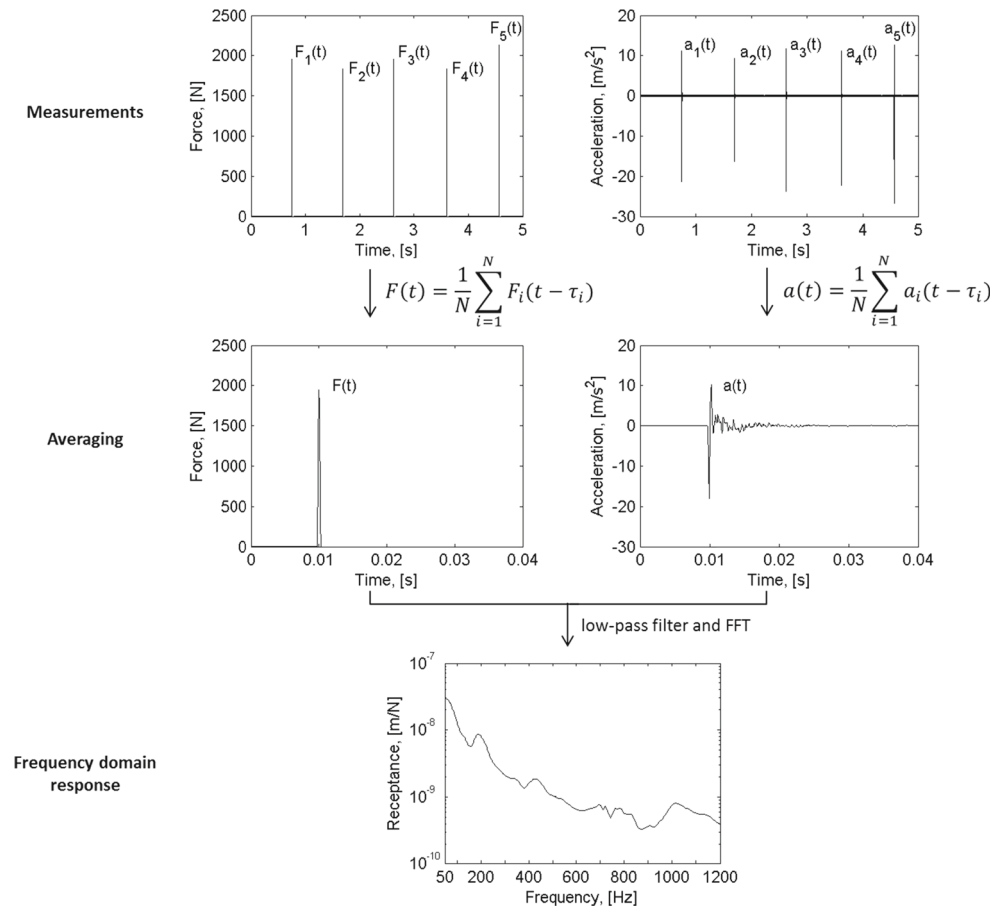 Measurements
Force, [N]
2500
2000
1500
1000
500
0
F₁(t)
F₂(t)
F₃(t)
F₄(t)
F₅(t)
0 1 2 3 4 5
Time, [s]
Acceleration, [m/s²]
20
10
0
-10
-20
-30
a₁(t)
a₂(t)
a₃(t)
a₄(t)
a₅(t)
0 1 2 3 4 5
Time, [s]
F(t) = 1/N ∑_{i=1}^{N} F_i(t − τ_i)
a(t) = 1/N ∑_{i=1}^{N} a_i(t − τ_i)
Averaging
Force, [N]
2500
2000
1500
1000
500
0
F(t)
0 0.01 0.02 0.03 0.04
Time, [s]
Acceleration, [m/s²]
20
10
0
-10
-20
-30
a(t)
0 0.01 0.02 0.03 0.04
Time, [s]
low-pass filter and FFT
Frequency domain
response
Receptance, [m/N]
10⁻⁷
10⁻⁸
10⁻⁹
10⁻¹⁰
50 200 400 600 800 1000 1200
Frequency, [Hz]